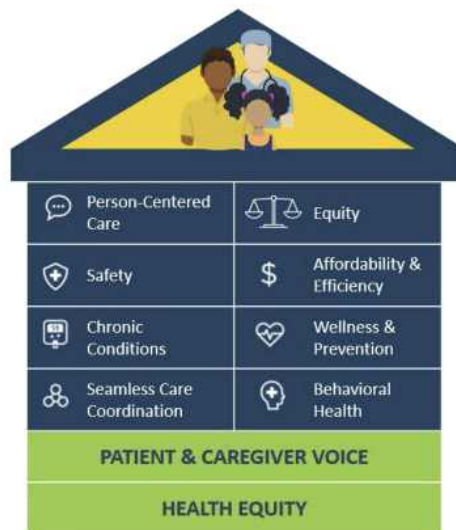 Person-Centered
Care
Equity
Safety
$
Affordability &
Efficiency
Chronic
Conditions
Wellness &
Prevention
Seamless Care
Coordination
Behavioral
Health
PATIENT & CAREGIVER VOICE
HEALTH EQUITY